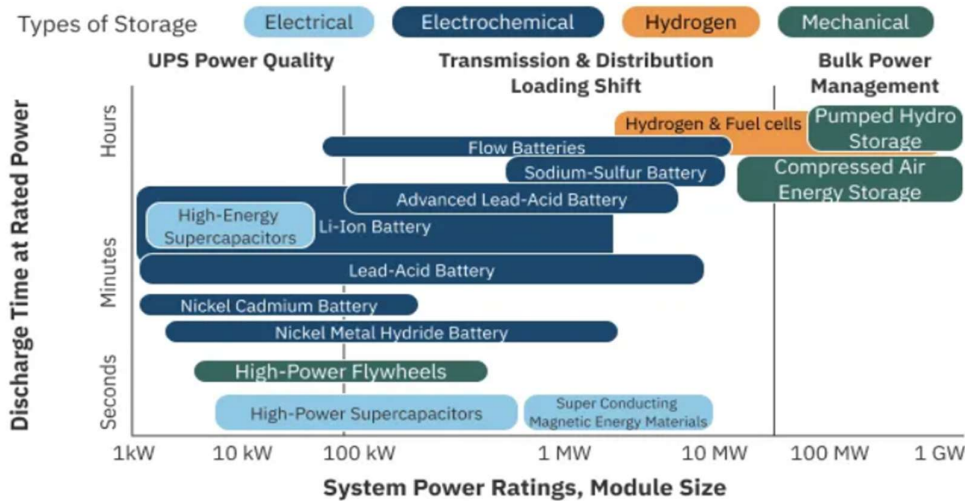 Types of Storage
Electrical
Electrochemical
Hydrogen
Mechanical
UPS Power Quality
Transmission & Distribution
Loading Shift
Bulk Power
Management
Discharge Time at Rated Power
Hours
Minutes
Seconds
Hydrogen & Fuel cells
Pumped Hydro
Storage
Flow Batteries
Sodium-Sulfur Battery
Compressed Air
Energy Storage
Advanced Lead-Acid Battery
High-Energy
Supercapacitors
Li-Ion Battery
Lead-Acid Battery
Nickel Cadmium Battery
Nickel Metal Hydride Battery
High-Power Flywheels
High-Power Supercapacitors
Super Conducting
Magnetic Energy Materials
1kW
10 kW
100 kW
1 MW
10 MW
100 MW
1 GW
System Power Ratings, Module Size